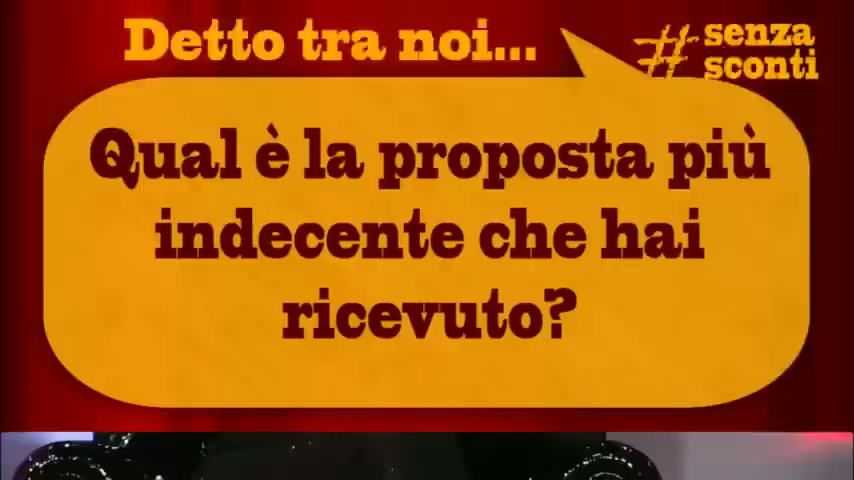 Detto tra noi...
#senza
sconti
Qual è la proposta più
indecente che hai
ricevuto?